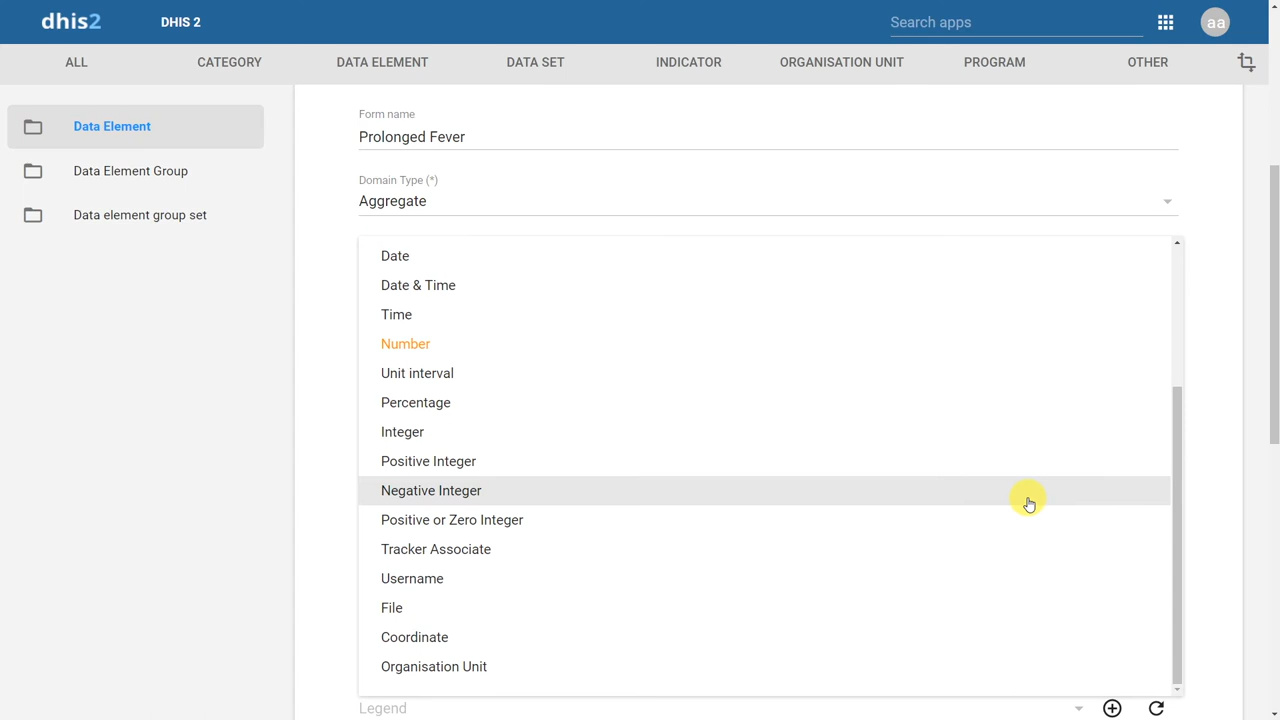 dhis2
DHIS 2
Search apps
aa
ALL
CATEGORY
DATA ELEMENT
DATA SET
INDICATOR
ORGANISATION UNIT
PROGRAM
OTHER
Data Element
Data Element Group
Data element group set
Form name
Prolonged Fever
Domain Type (*)
Aggregate
Date
Date & Time
Time
Number
Unit interval
Percentage
Integer
Positive Integer
Negative Integer
Positive or Zero Integer
Tracker Associate
Username
File
Coordinate
Organisation Unit
Legend